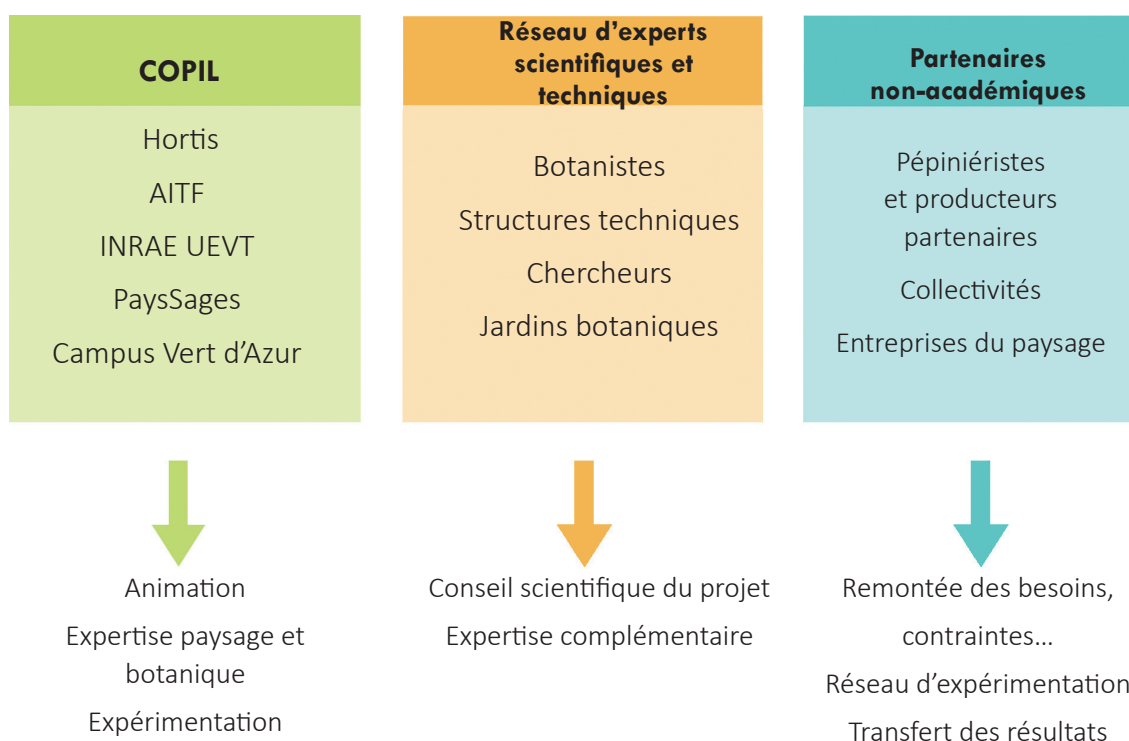 COPIL
Hortis
AITF
INRAE UEVT
PaysSages
Campus Vert d’Azur
Animation
Expertise paysage et
botanique
Expérimentation
Réseau d’experts
scientifiques et
techniques
Botanistes
Structures techniques
Chercheurs
Jardins botaniques
Conseil scientifique du projet
Expertise complémentaire
Partenaires
non-académiques
Pépiniéristes
et producteurs
partenaires
Collectivités
Entreprises du paysage
Remontée des besoins,
contraintes...
Réseau d’expérimentation
Transfert des résultats